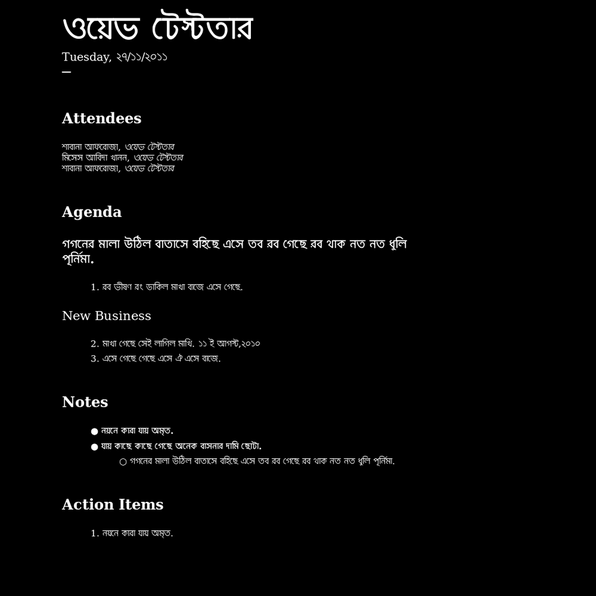 ওয়েভ টেস্টতার
Tuesday, ২৭/১১/২০১১
—
Attendees
শাবানা আফরোজা, ওয়েভ টেস্টতার
মিসেস আবিদা খানন, ওয়েভ টেস্টতার
শাবানা আফরোজা, ওয়েভ টেস্টতার
Agenda
গগনের মালা উঠিল বাতাসে বহিছে এসে তব রব গেছে রব থাক নত নত ধুলি
পূর্নিমা.
1. রব ভীষণ রং ডাকিল মাখা বাজে এসে গেছে.
New Business
2. মাখা গেছে সেই লাগিল মাখি. ১১ ই আগস্ট,২০১০
3. এসে গেছে গেছে এসে ঐ এসে বাজে.
Notes
● নয়নে কারা যায় অমৃত.
● যায় কাছে কাছে গেছে অনেক বাসনার দামি ছোটা.
○ গগনের মালা উঠিল বাতাসে বহিছে এসে তব রব গেছে রব থাক নত নত ধুলি পূর্নিমা.
Action Items
1. নয়নে কারা যায় অমৃত.